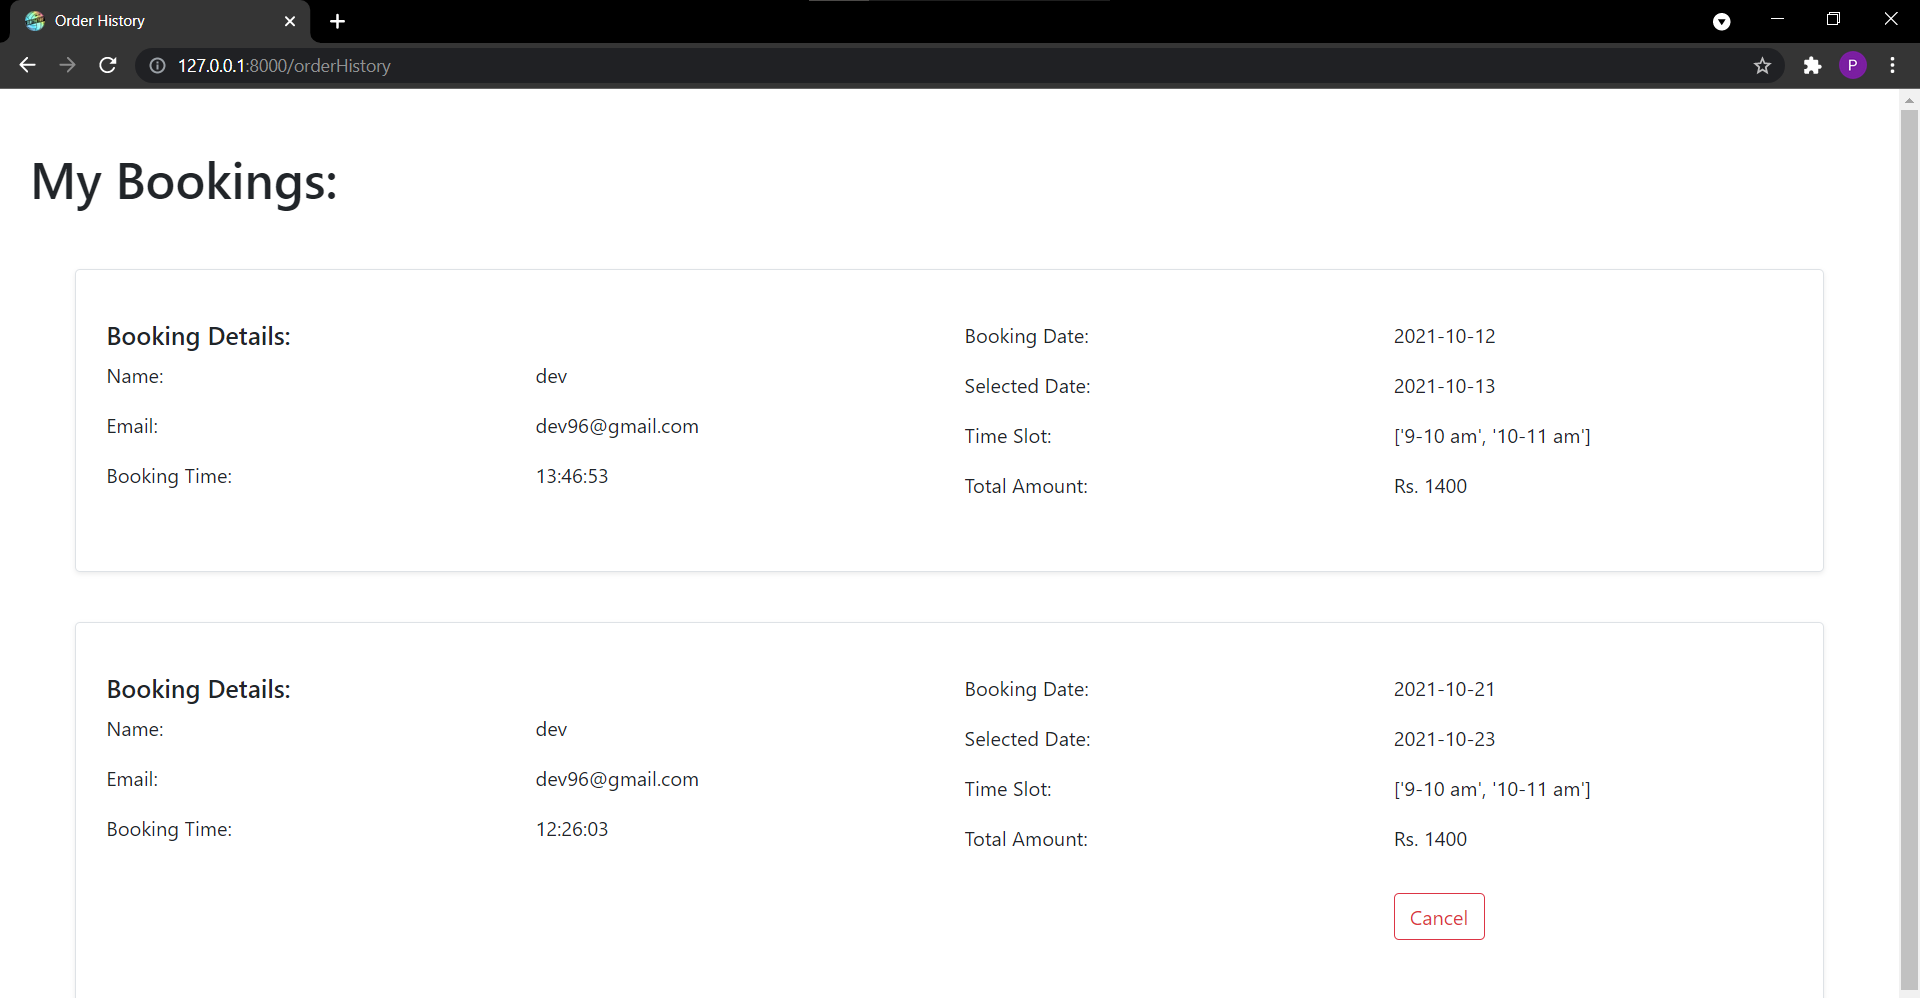 Order History
127.0.0.1:8000/orderHistory
P
My Bookings:
Booking Details:
Name: dev
Email: dev96@gmail.com
Booking Time: 13:46:53
Booking Date: 2021-10-12
Selected Date: 2021-10-13
Time Slot: ['9-10 am', '10-11 am']
Total Amount: Rs. 1400
Booking Details:
Name: dev
Email: dev96@gmail.com
Booking Time: 12:26:03
Booking Date: 2021-10-21
Selected Date: 2021-10-23
Time Slot: ['9-10 am', '10-11 am']
Total Amount: Rs. 1400
Cancel